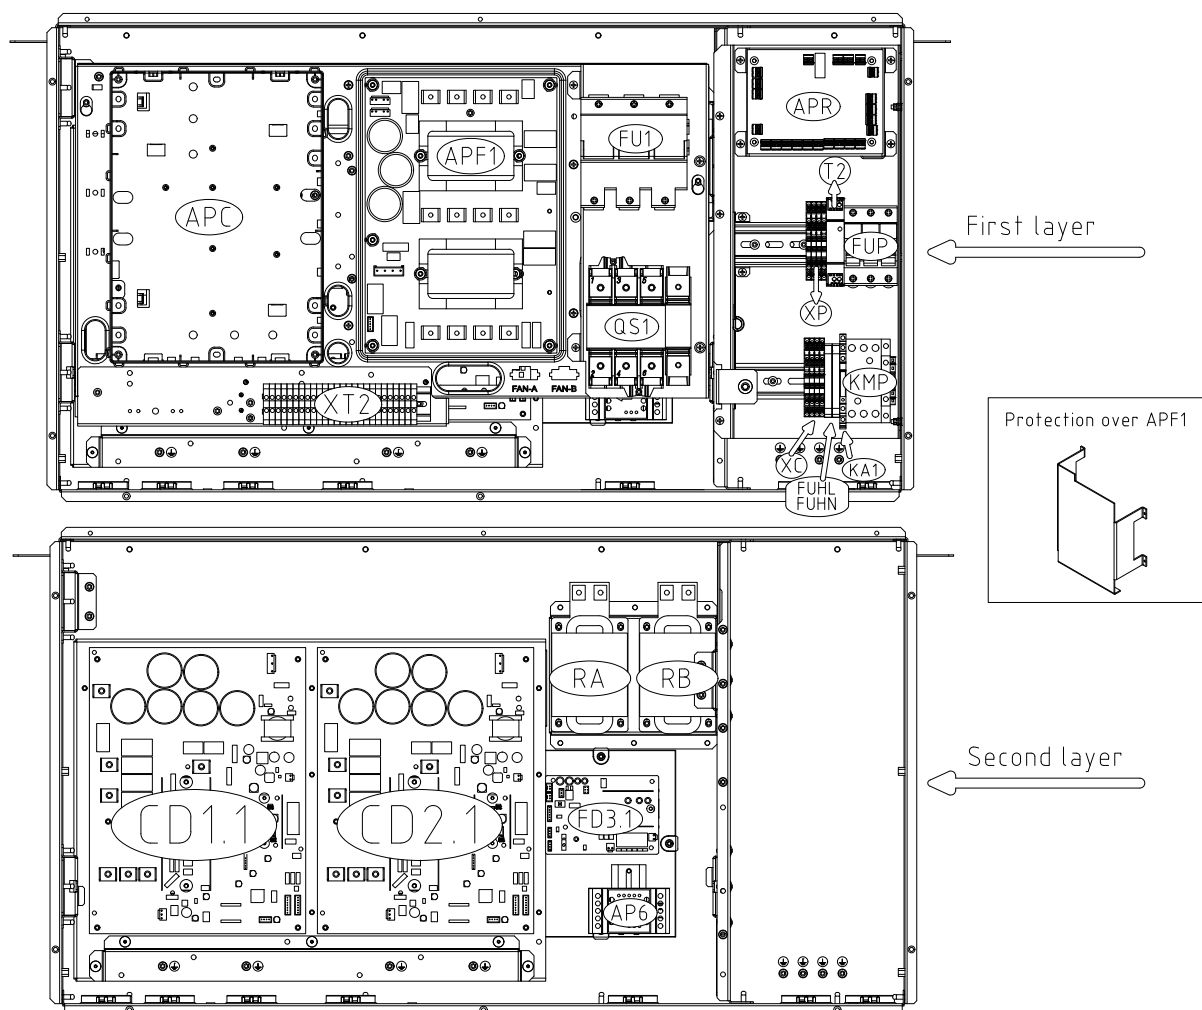 APR
FU1
APF1
T2
APC
First layer
FUP
XP
QS1
KMP
FAN-A
FAN-B
XT2
Protection over APF1
XC
KA1
FUHL
FUHN
RA
RB
Second layer
CD1.1
CD2.1
FD3.1
AP6